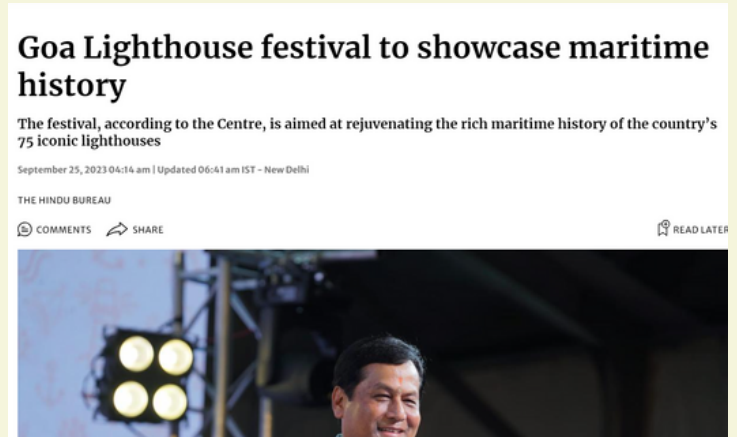 Goa Lighthouse festival to showcase maritime
history
The festival, according to the Centre, is aimed at rejuvenating the rich maritime history of the country’s
75 iconic lighthouses
September 25, 2023 04:14 am | Updated 06:41 am IST - New Delhi
THE HINDU BUREAU
COMMENTS SHARE READ LATER